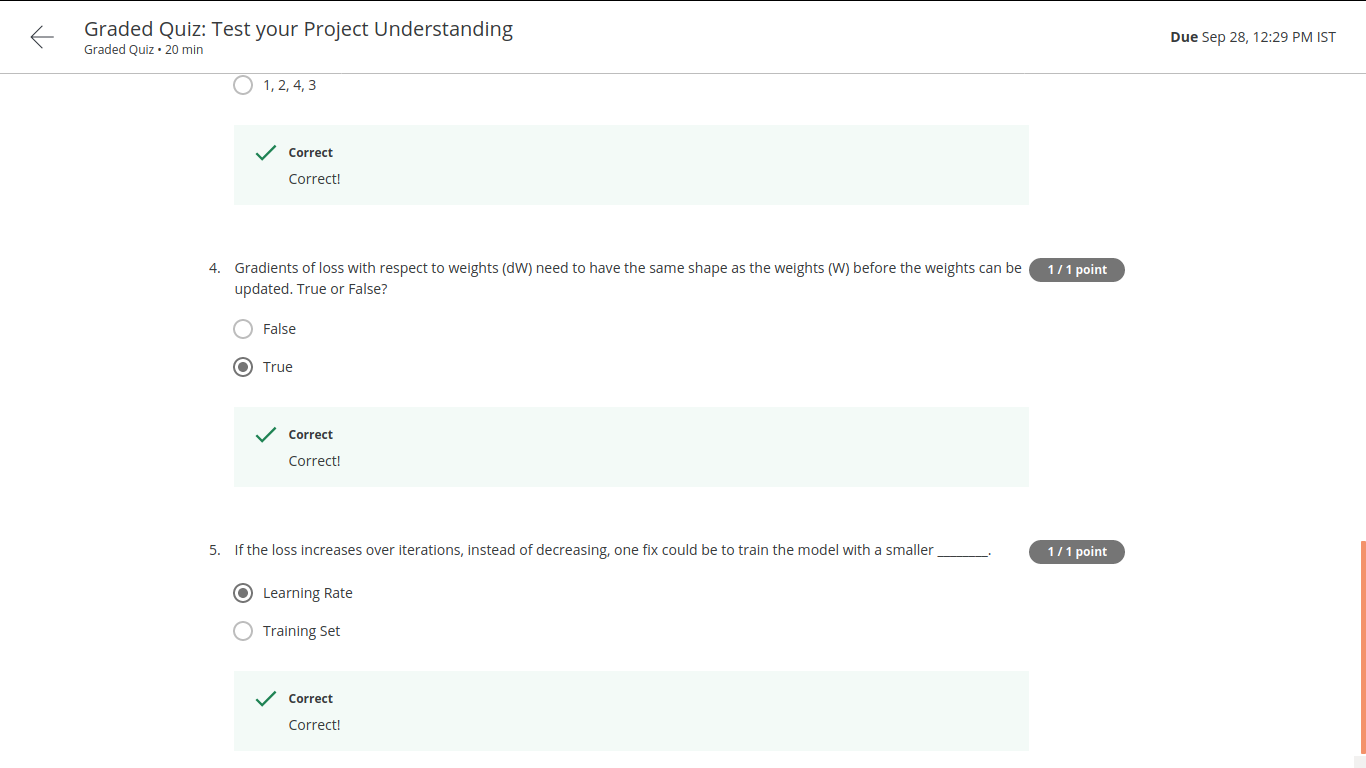 Graded Quiz: Test your Project Understanding
Graded Quiz • 20 min
Due Sep 28, 12:29 PM IST
1, 2, 4, 3
Correct
Correct!
4. Gradients of loss with respect to weights (dW) need to have the same shape as the weights (W) before the weights can be
updated. True or False?
1 / 1 point
False
True
Correct
Correct!
5. If the loss increases over iterations, instead of decreasing, one fix could be to train the model with a smaller ________.
1 / 1 point
Learning Rate
Training Set
Correct
Correct!